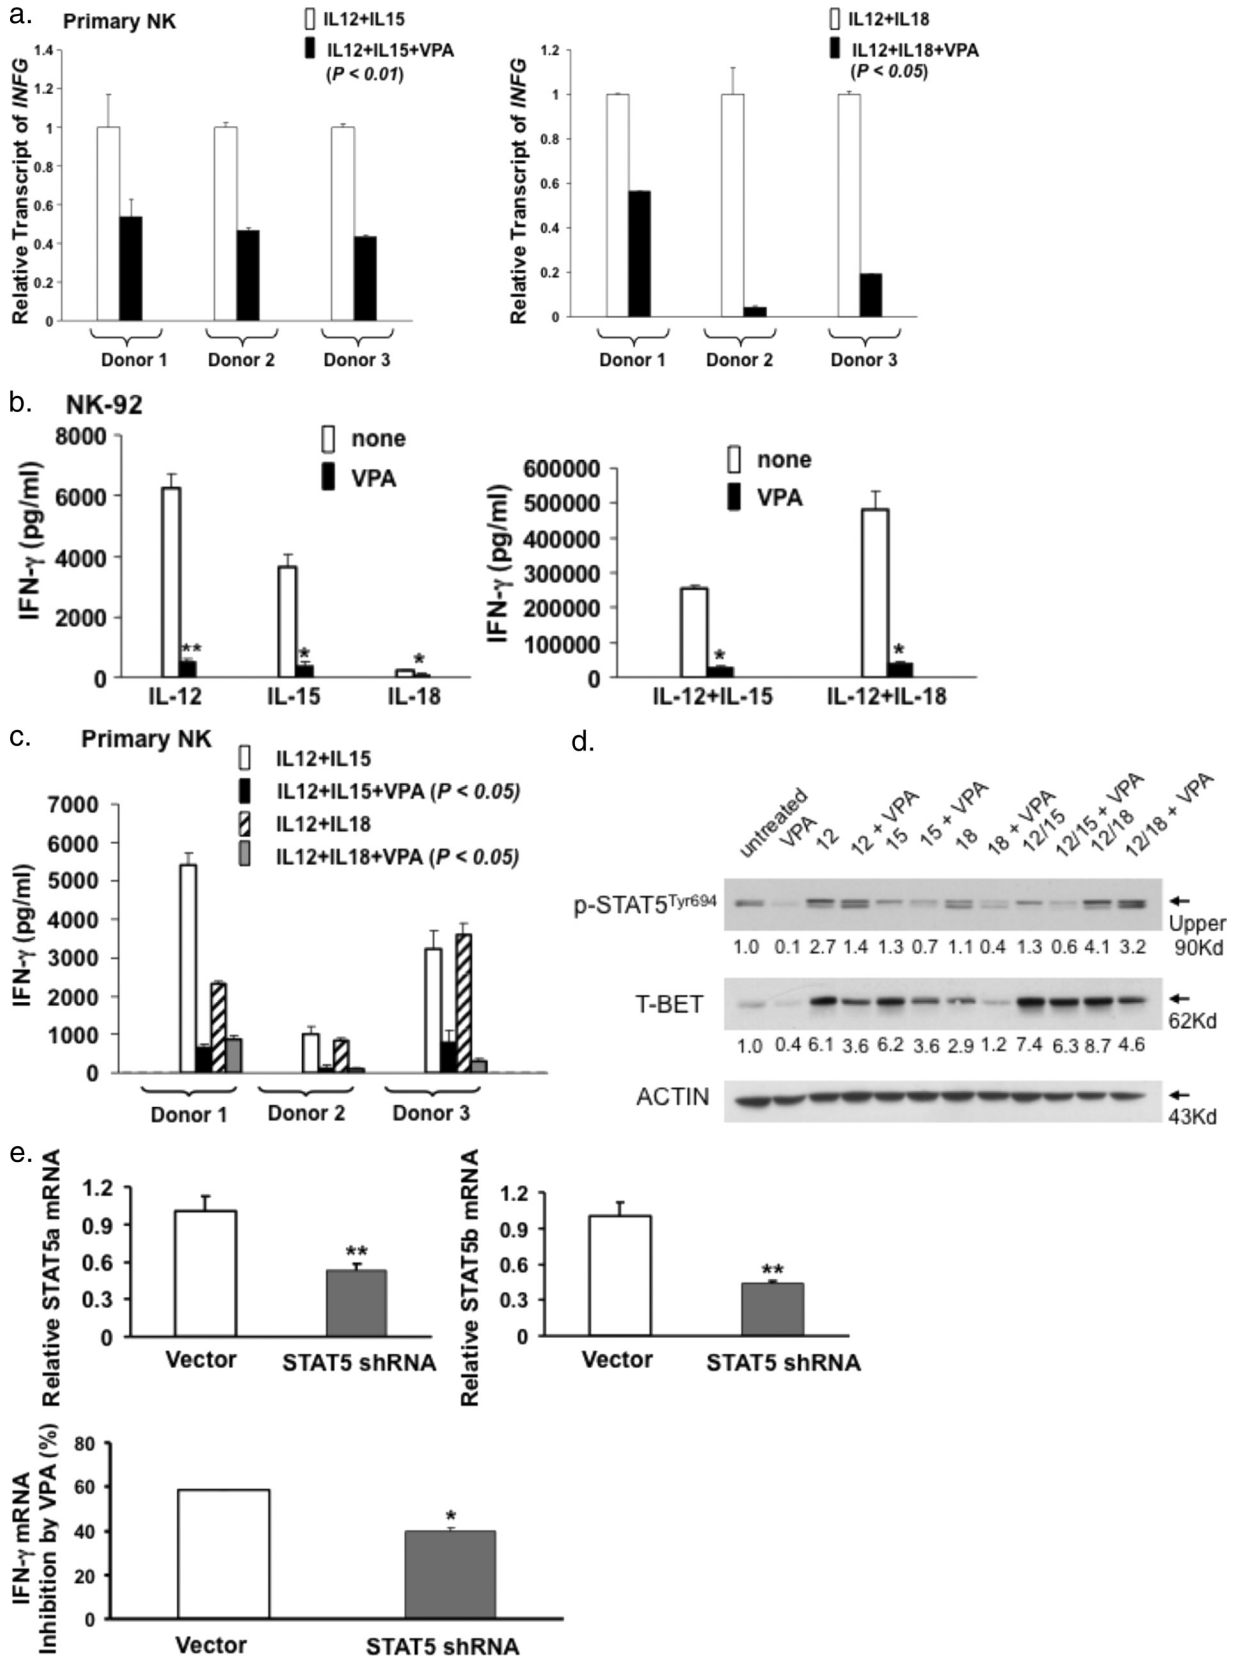 a.
Primary NK
IL12+IL15
IL12+IL15+VPA
(P < 0.01)
Relative Transcript of INFG
1.4
1.2
1
0.8
0.6
0.4
0.2
0
Donor 1 Donor 2 Donor 3
IL12+IL18
IL12+IL18+VPA
(P < 0.05)
Relative Transcript of INFG
1.2
1
0.8
0.6
0.4
0.2
0
Donor 1 Donor 2 Donor 3
b.
NK-92
none
VPA
IFN-γ (pg/ml)
8000
6000
4000
2000
0
** * *
IL-12 IL-15 IL-18
none
VPA
IFN-γ (pg/ml)
600000
500000
400000
300000
200000
100000
0
* *
IL-12+IL-15 IL-12+IL-18
c.
Primary NK
IL12+IL15
IL12+IL15+VPA (P < 0.05)
IL12+IL18
IL12+IL18+VPA (P < 0.05)
IFN-γ (pg/ml)
7000
6000
5000
4000
3000
2000
1000
0
Donor 1 Donor 2 Donor 3
d.
untreated
VPA
12
12 + VPA
15
15 + VPA
18
18 + VPA
12/15
12/15 + VPA
12/18
12/18 + VPA
p-STAT5Tyr694
Upper
90Kd
1.0 0.1 2.7 1.4 1.3 0.7 1.1 0.4 1.3 0.6 4.1 3.2
T-BET
62Kd
1.0 0.4 6.1 3.6 6.2 3.6 2.9 1.2 7.4 6.3 8.7 4.6
ACTIN
43Kd
e.
Relative STAT5a mRNA
1.2
0.9
0.6
0.3
0
**
Vector STAT5 shRNA
Relative STAT5b mRNA
1.2
0.9
0.6
0.3
0
**
Vector STAT5 shRNA
IFN-γ mRNA
Inhibition by VPA (%)
80
60
40
20
0
*
Vector STAT5 shRNA